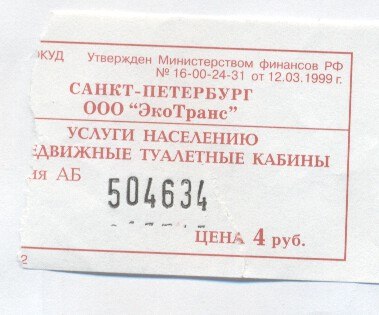 ОКУД Утвержден Министерством финансов РФ
№ 16-00-24-31 от 12.03.1999 г.
САНКТ-ПЕТЕРБУРГ
ООО “ЭкоТранс”
УСЛУГИ НАСЕЛЕНИЮ
ЕДВИЖНЫЕ ТУАЛЕТНЫЕ КАБИНЫ
ия АБ 504634
ЦЕНА 4 руб.
2